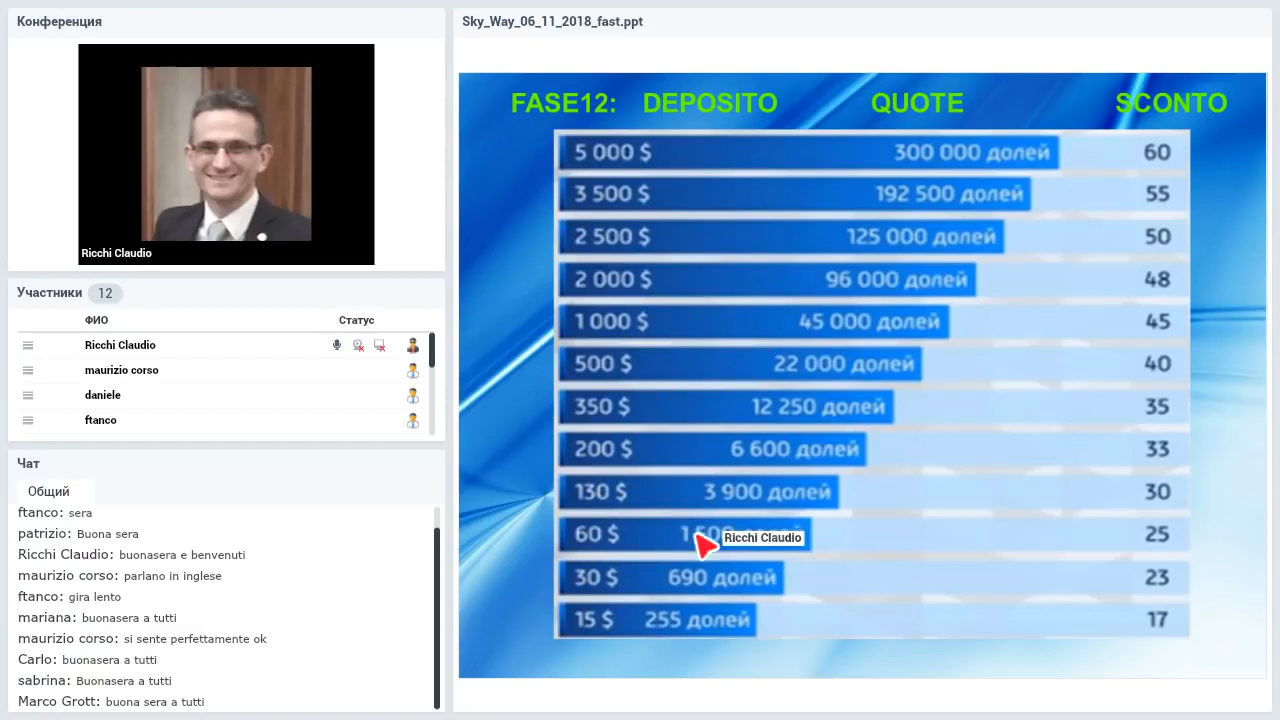 Конференция
Ricchi Claudio
Участники 12
ФИО Статус
Ricchi Claudio
maurizio corso
daniele
ftanco
Чат
Общий
ftanco: sera
patrizio: Buona sera
Ricchi Claudio: buonasera e benvenuti
maurizio corso: parlano in inglese
ftanco: gira lento
mariana: buonasera a tutti
maurizio corso: si sente perfettamente ok
Carlo: buonasera a tutti
sabrina: Buonasera a tutti
Marco Grott: buona sera a tutti
Sky_Way_06_11_2018_fast.ppt
FASE12: DEPOSITO QUOTE SCONTO
5 000 $ 300 000 долей 60
3 500 $ 192 500 долей 55
2 500 $ 125 000 долей 50
2 000 $ 96 000 долей 48
1 000 $ 45 000 долей 45
500 $ 22 000 долей 40
350 $ 12 250 долей 35
200 $ 6 600 долей 33
130 $ 3 900 долей 30
60 $ 1 500 Ricchi Claudio 25
30 $ 690 долей 23
15 $ 255 долей 17